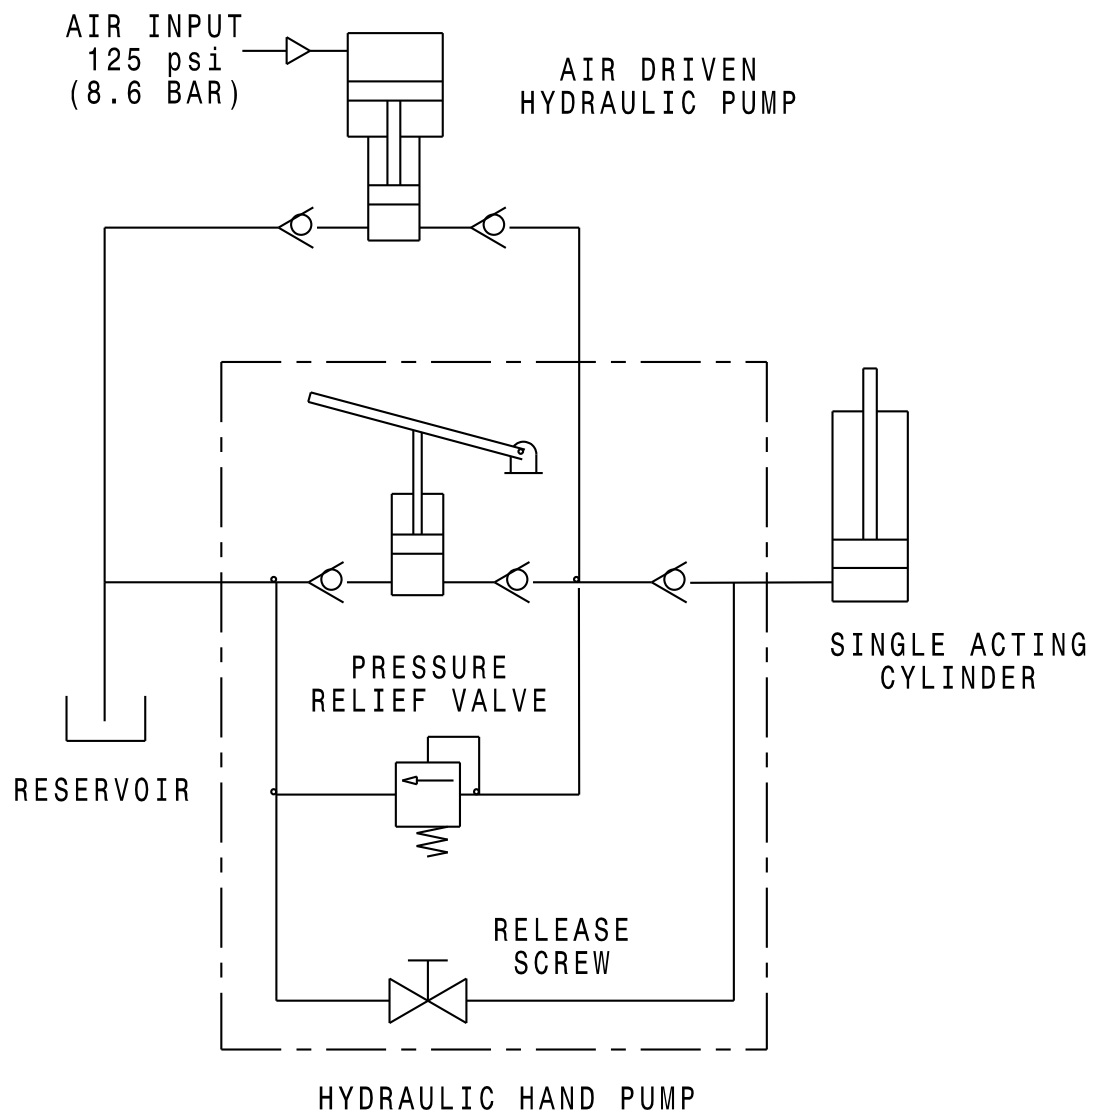 AIR INPUT
125 psi
(8.6 BAR)
AIR DRIVEN
HYDRAULIC PUMP
SINGLE ACTING
CYLINDER
PRESSURE
RELIEF VALVE
RESERVOIR
RELEASE
SCREW
HYDRAULIC HAND PUMP